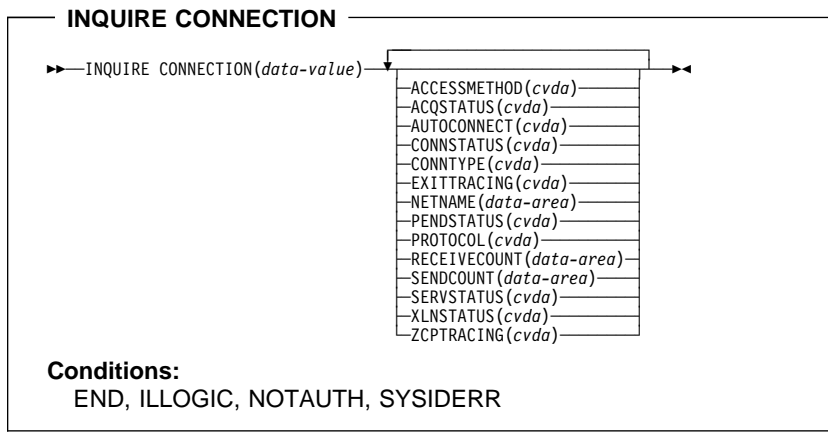 INQUIRE CONNECTION
INQUIRE CONNECTION(data-value)
ACCESSMETHOD(cvda)
ACQSTATUS(cvda)
AUTOCONNECT(cvda)
CONNSTATUS(cvda)
CONNTYPE(cvda)
EXITTRACING(cvda)
NETNAME(data-area)
PENDSTATUS(cvda)
PROTOCOL(cvda)
RECEIVECOUNT(data-area)
SENDCOUNT(data-area)
SERVSTATUS(cvda)
XLNSTATUS(cvda)
ZCPTRACING(cvda)
Conditions:
END, ILLOGIC, NOTAUTH, SYSIDERR